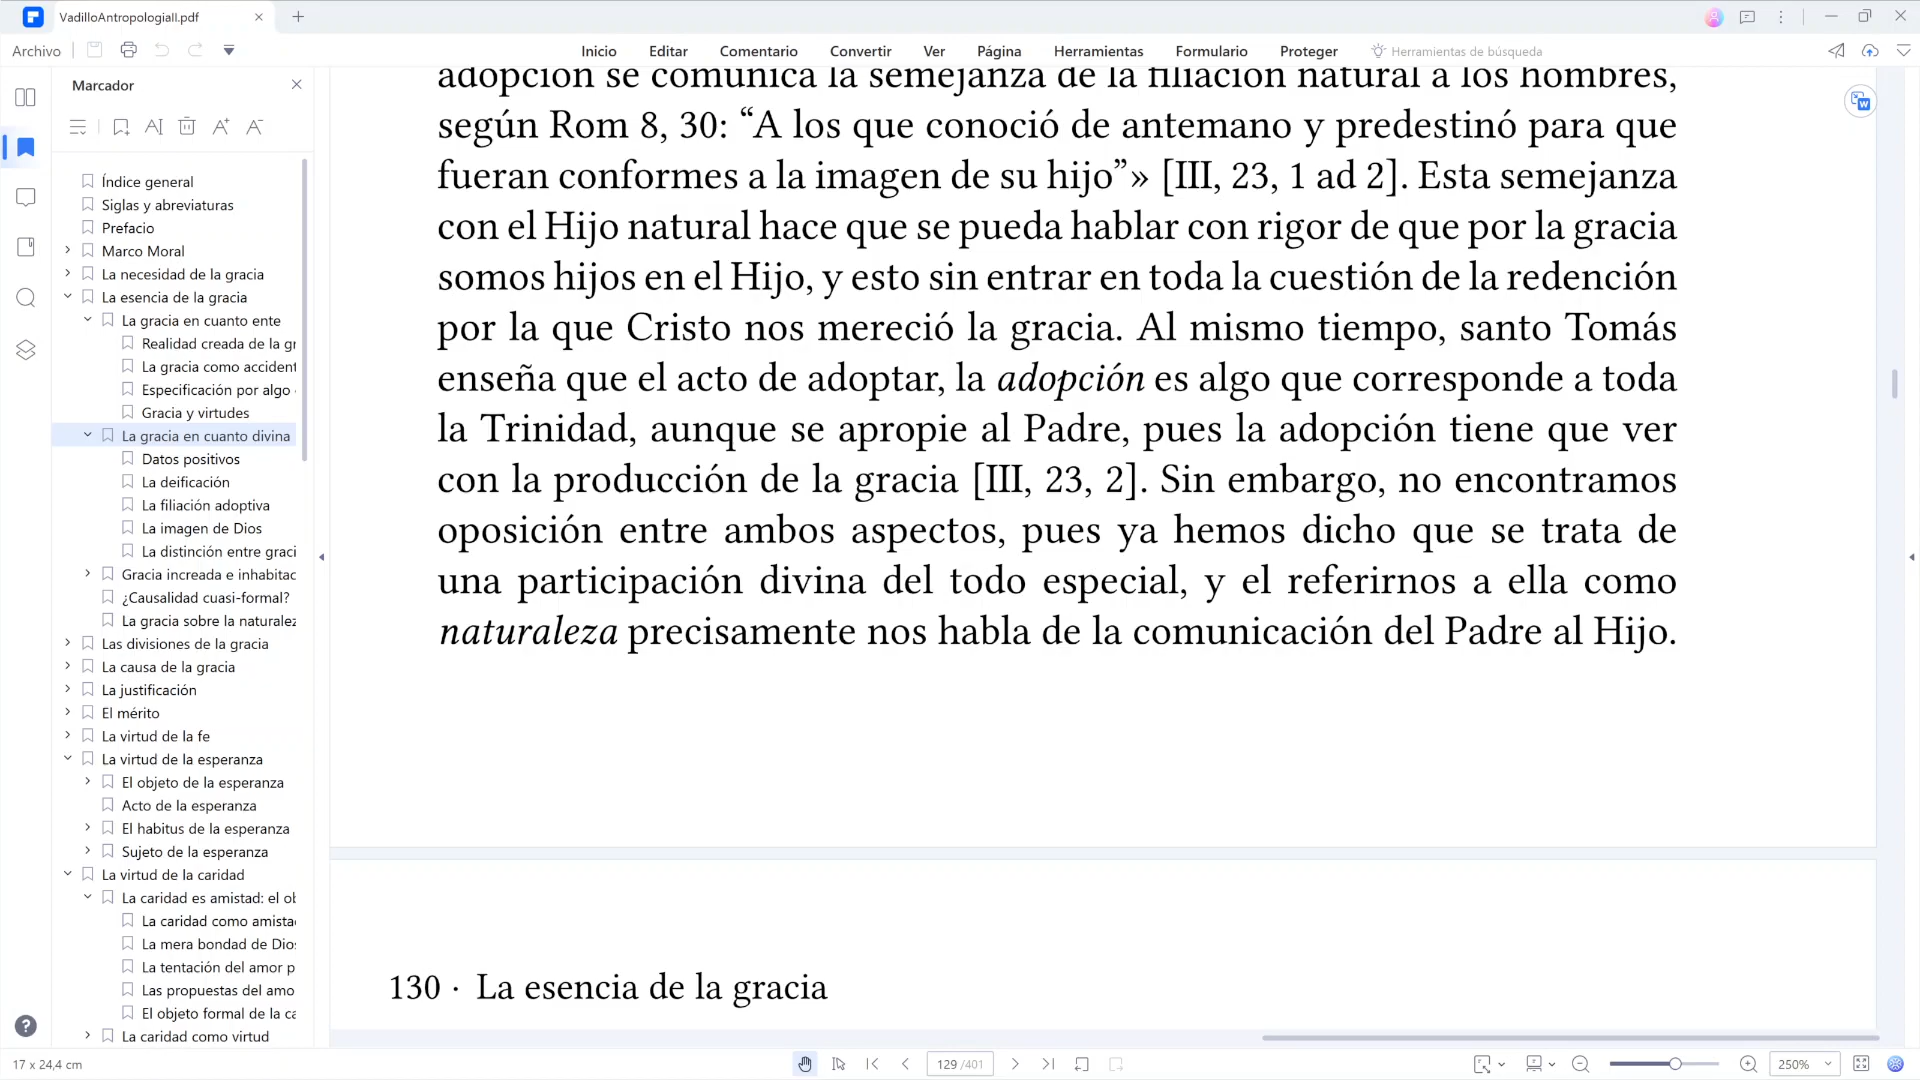 VadilloAntropologiaII.pdf
Archivo
Inicio
Editar
Comentario
Convertir
Ver
Página
Herramientas
Formulario
Proteger
Herramientas de búsqueda
Marcador
Índice general
Siglas y abreviaturas
Prefacio
Marco Moral
La necesidad de la gracia
La esencia de la gracia
La gracia en cuanto ente
Realidad creada de la gr
La gracia como accident
Especificación por algo
Gracia y virtudes
La gracia en cuanto divina
Datos positivos
La deificación
La filiación adoptiva
La imagen de Dios
La distinción entre graci
Gracia increada e inhabitac
¿Causalidad cuasi-formal?
La gracia sobre la naturalez
Las divisiones de la gracia
La causa de la gracia
La justificación
El mérito
La virtud de la fe
La virtud de la esperanza
El objeto de la esperanza
Acto de la esperanza
El habitus de la esperanza
Sujeto de la esperanza
La virtud de la caridad
La caridad es amistad: el ob
La caridad como amista
La mera bondad de Dios
La tentación del amor p
Las propuestas del amo
El objeto formal de la ca
La caridad como virtud
adopción se comunica la semejanza de la filiación natural a los hombres,
según Rom 8, 30: “A los que conoció de antemano y predestinó para que
fueran conformes a la imagen de su hijo”» [III, 23, 1 ad 2]. Esta semejanza
con el Hijo natural hace que se pueda hablar con rigor de que por la gracia
somos hijos en el Hijo, y esto sin entrar en toda la cuestión de la redención
por la que Cristo nos mereció la gracia. Al mismo tiempo, santo Tomás
enseña que el acto de adoptar, la adopción es algo que corresponde a toda
la Trinidad, aunque se apropie al Padre, pues la adopción tiene que ver
con la producción de la gracia [III, 23, 2]. Sin embargo, no encontramos
oposición entre ambos aspectos, pues ya hemos dicho que se trata de
una participación divina del todo especial, y el referirnos a ella como
naturaleza precisamente nos habla de la comunicación del Padre al Hijo.
130 · La esencia de la gracia
17 x 24,4 cm
129 /401
250%